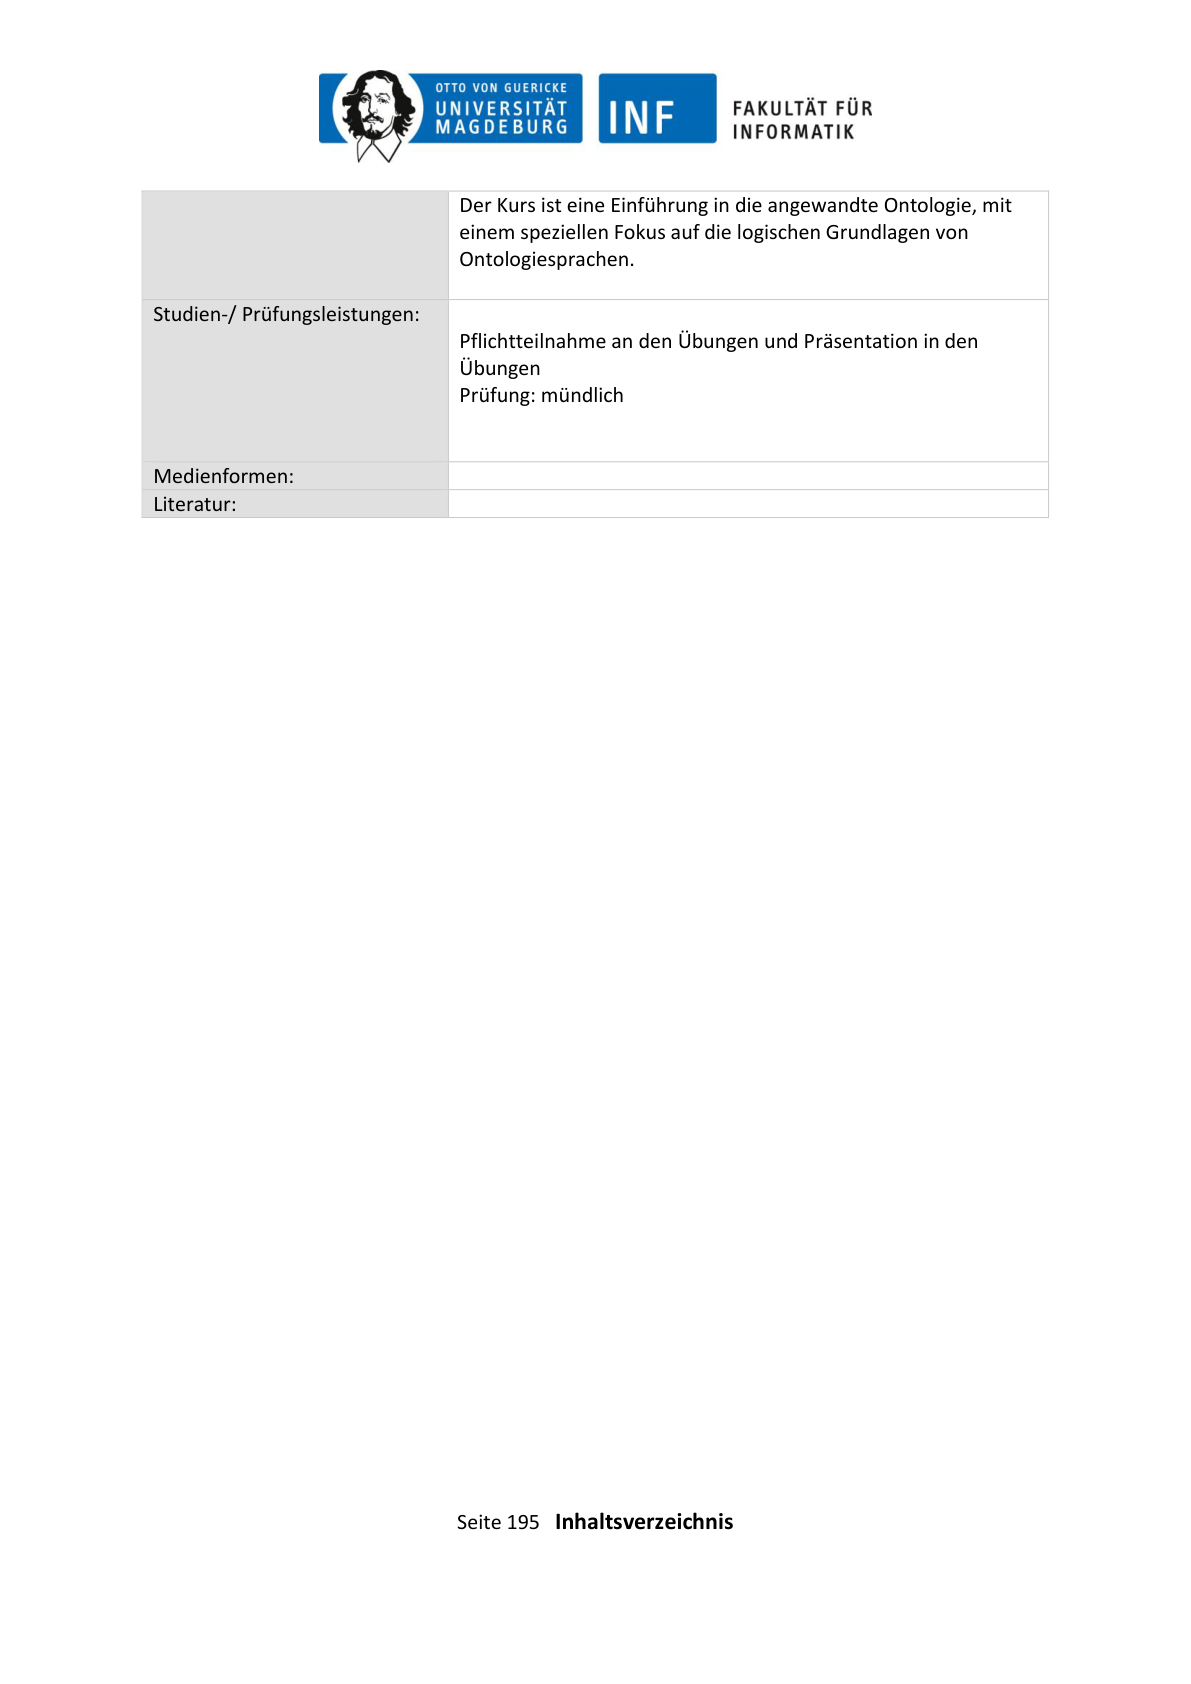 OTTO VON GUERICKE
UNIVERSITÄT
MAGDEBURG
INF
FAKULTÄT FÜR
INFORMATIK
Der Kurs ist eine Einführung in die angewandte Ontologie, mit
einem speziellen Fokus auf die logischen Grundlagen von
Ontologiesprachen.
Studien-/ Prüfungsleistungen:
Pflichtteilnahme an den Übungen und Präsentation in den
Übungen
Prüfung: mündlich
Medienformen:
Literatur:
Seite 195 Inhaltsverzeichnis